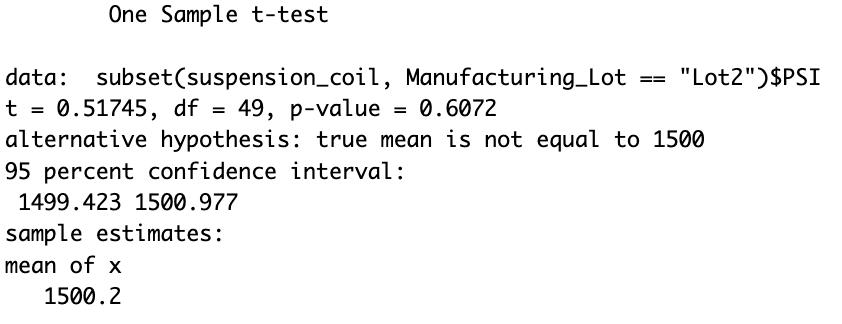 One Sample t-test
data:  subset(suspension_coil, Manufacturing_Lot == "Lot2")$PSI
t = 0.51745, df = 49, p-value = 0.6072
alternative hypothesis: true mean is not equal to 1500
95 percent confidence interval:
1499.423 1500.977
sample estimates:
mean of x
1500.2